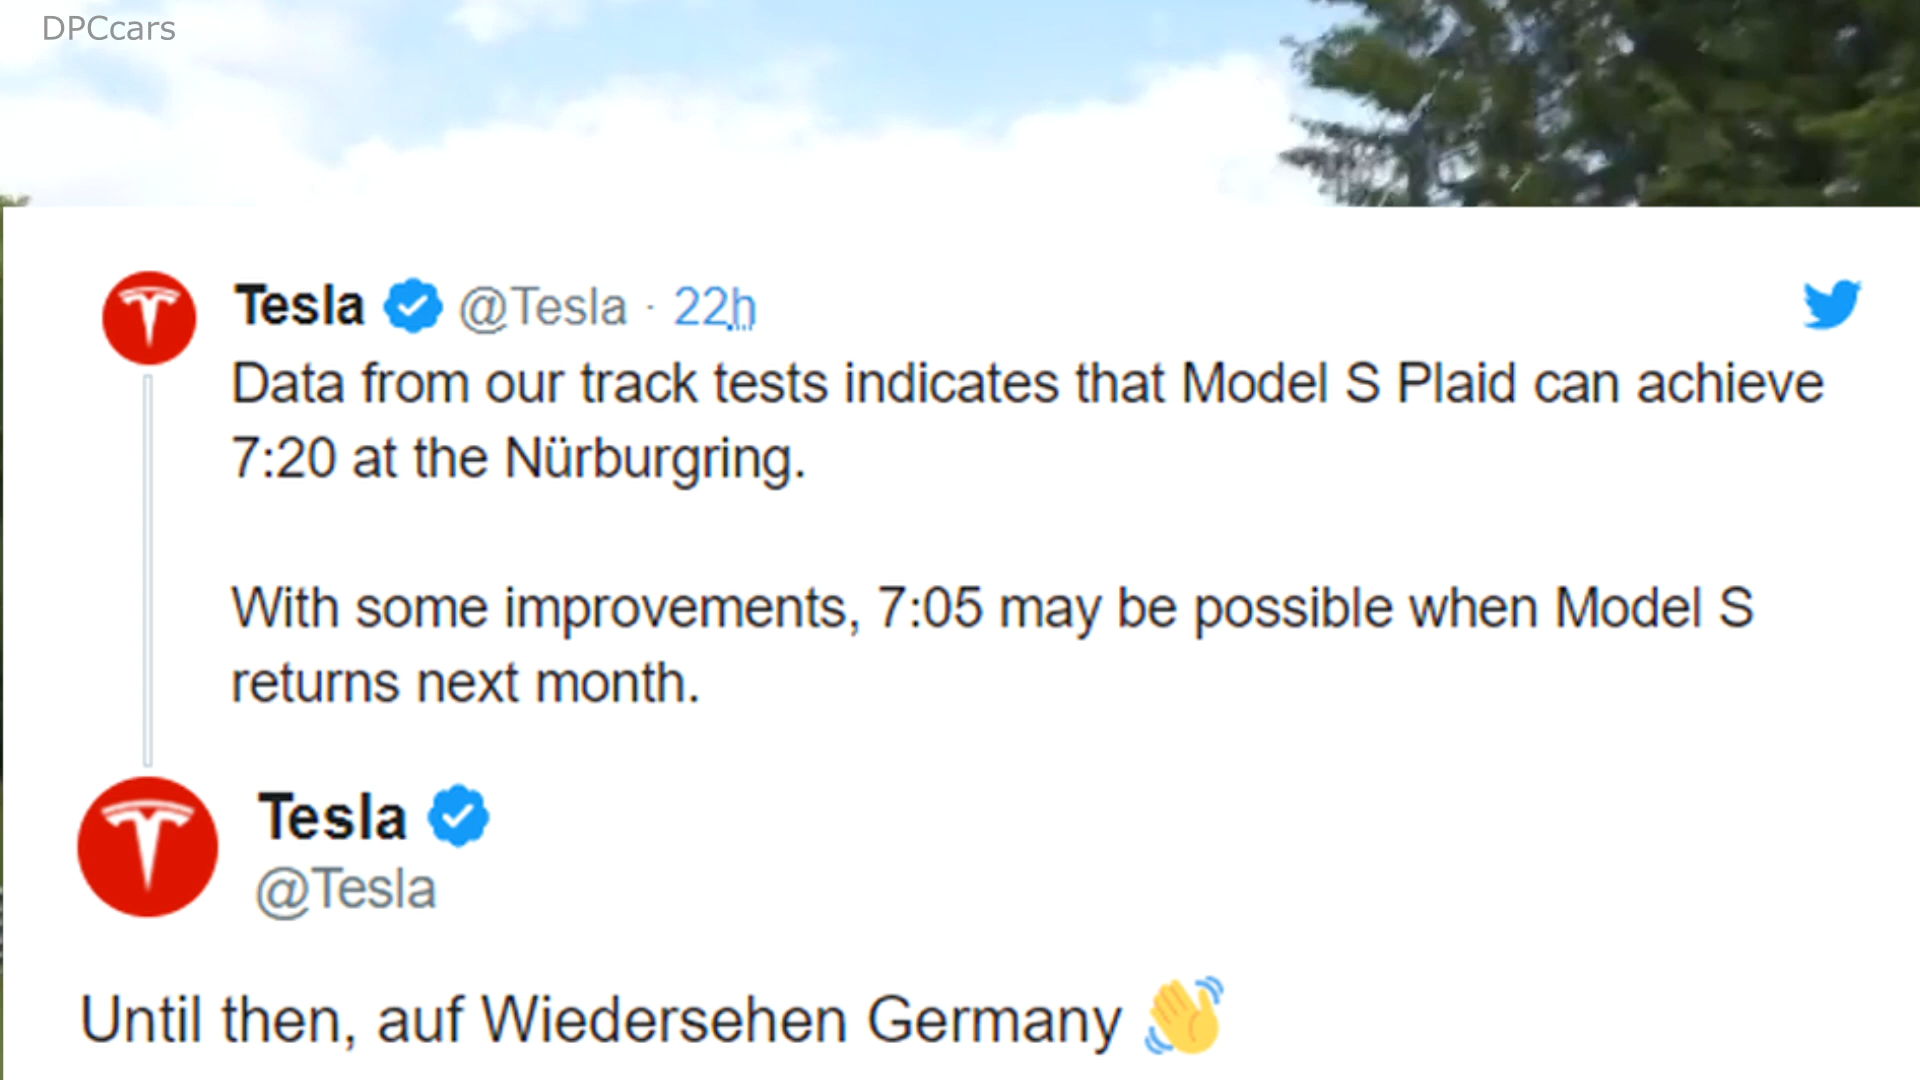 DPCcars
Tesla @Tesla · 22h
Data from our track tests indicates that Model S Plaid can achieve
7:20 at the Nürburgring.
With some improvements, 7:05 may be possible when Model S
returns next month.
Tesla
@Tesla
Until then, auf Wiedersehen Germany 👋